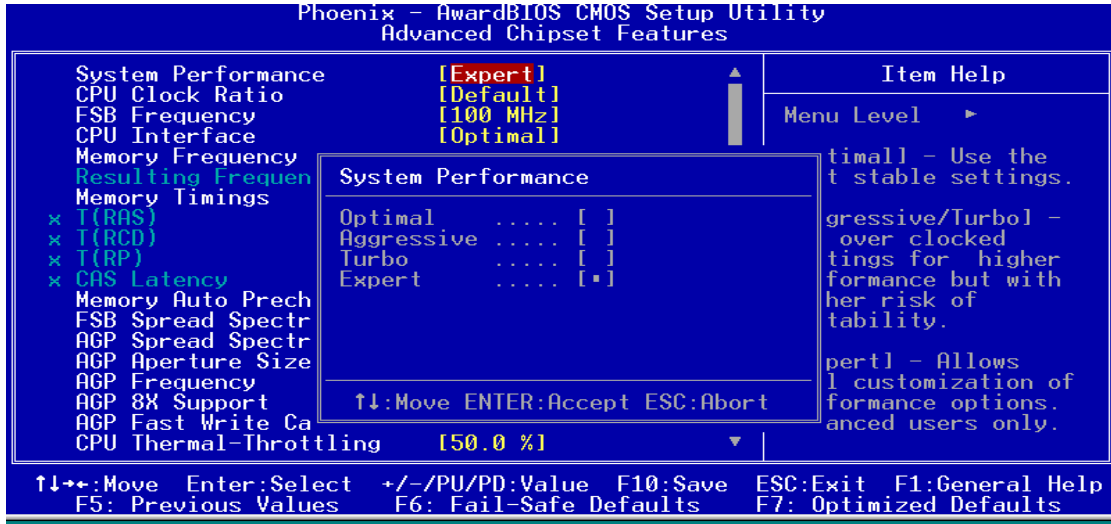 Phoenix - AwardBIOS CMOS Setup Utility
Advanced Chipset Features
System Performance [Expert]
CPU Clock Ratio [Default]
FSB Frequency [100 MHz]
CPU Interface [Optimal]
Memory Frequency
Resulting Frequen
Memory Timings
x T(RAS)
x T(RCD)
x T(RP)
x CAS Latency
Memory Auto Prech
FSB Spread Spectr
AGP Spread Spectr
AGP Aperture Size
AGP Frequency
AGP 8X Support
AGP Fast Write Ca
CPU Thermal-Throttling [50.0 %]
System Performance
Optimal ..... [ ]
Aggressive ..... [ ]
Turbo ..... [ ]
Expert ..... [▪]
↑↓:Move ENTER:Accept ESC:Abort
Item Help
Menu Level ►
timal] - Use the
t stable settings.
gressive/Turbo] -
over clocked
tings for higher
formance but with
her risk of
tability.
pert] - Allows
l customization of
formance options.
anced users only.
↑↓→←:Move Enter:Select +/-/PU/PD:Value F10:Save ESC:Exit F1:General Help
F5: Previous Values F6: Fail-Safe Defaults F7: Optimized Defaults